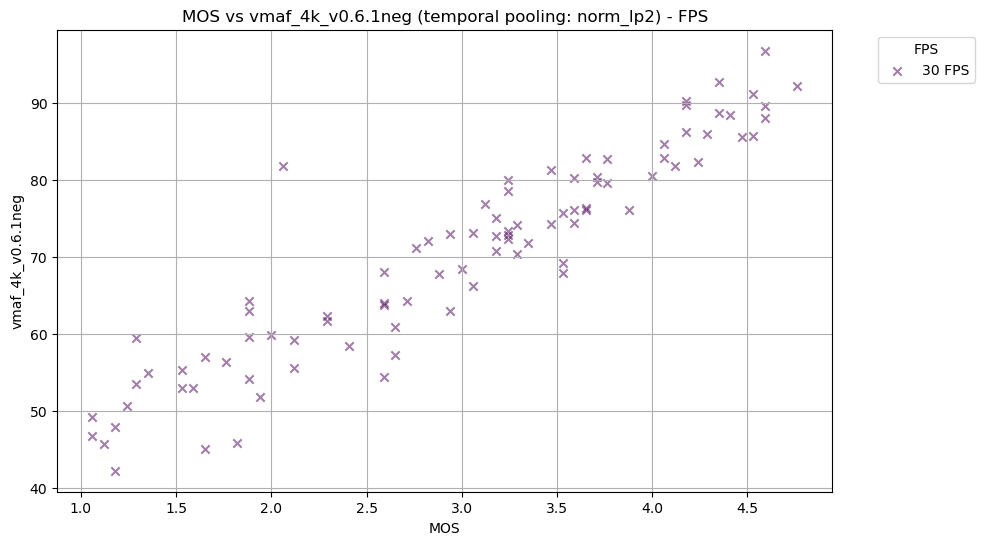 MOS vs vmaf_4k_v0.6.1neg (temporal pooling: norm_lp2) - FPS
FPS
30 FPS
vmaf_4k_v0.6.1neg
90
80
70
60
50
40
1.0 1.5 2.0 2.5 3.0 3.5 4.0 4.5
MOS